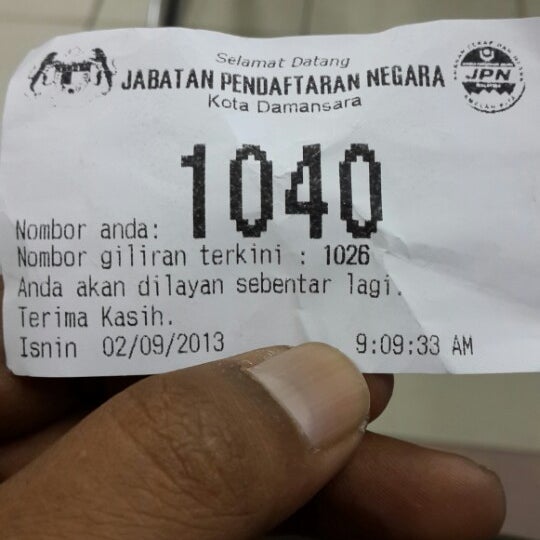 Selamat Datang
JABATAN PENDAFTARAN NEGARA
Kota Damansara
JPN
Nombor anda: 1040
Nombor giliran terkini : 1026
Anda akan dilayan sebentar lagi.
Terima Kasih.
Isnin 02/09/2013 9:09:33 AM